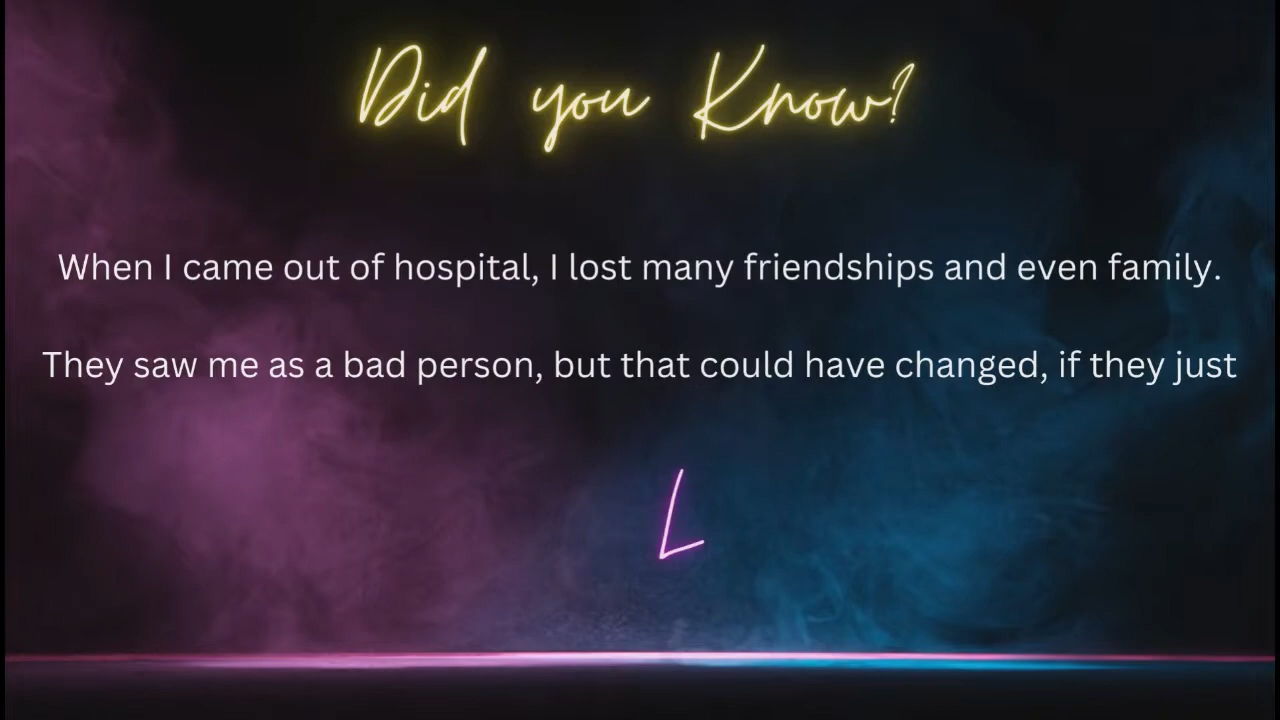 Did you Know?
When I came out of hospital, I lost many friendships and even family.
They saw me as a bad person, but that could have changed, if they just
L